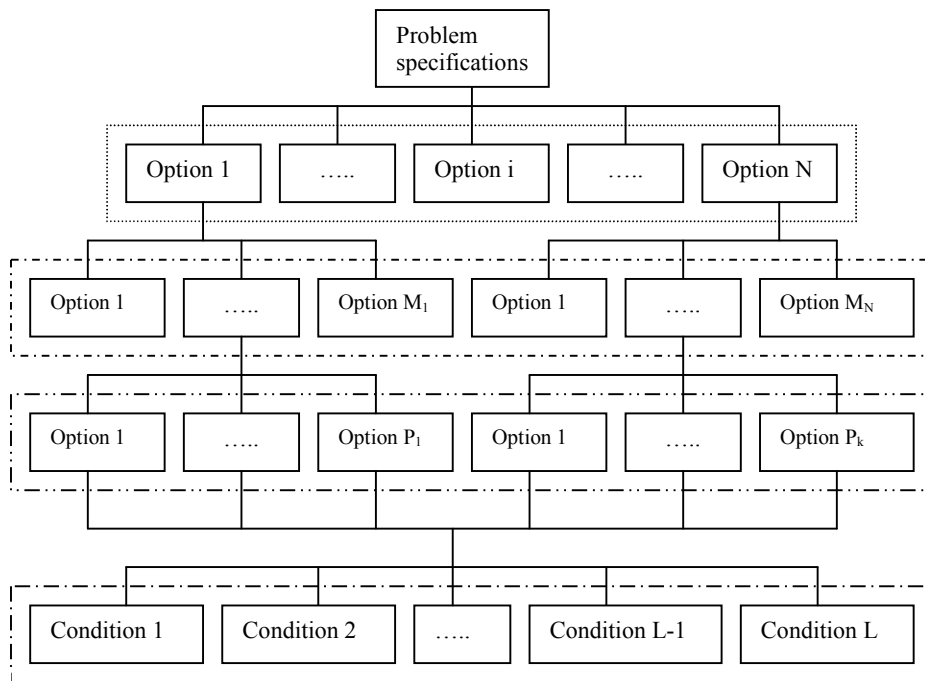 Problem
specifications
Option 1
…..
Option i
…..
Option N
Option 1
…..
Option M₁
Option 1
…..
Option M_N
Option 1
…..
Option P₁
Option 1
…..
Option Pₖ
Condition 1
Condition 2
…..
Condition L-1
Condition L